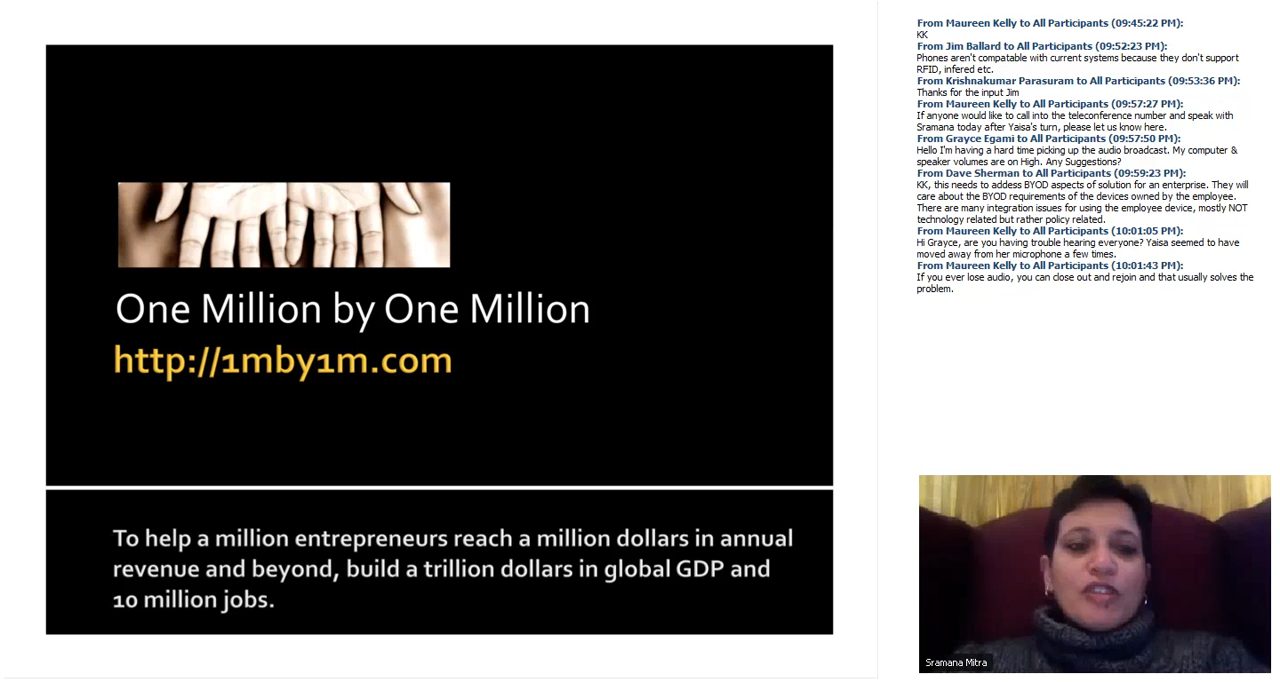 One Million by One Million
http://1mby1m.com
To help a million entrepreneurs reach a million dollars in annual
revenue and beyond, build a trillion dollars in global GDP and
10 million jobs.
From Maureen Kelly to All Participants (09:45:22 PM):
KK
From Jim Ballard to All Participants (09:52:23 PM):
Phones aren't compatable with current systems because they don't support
RFID, infered etc.
From Krishnakumar Parasuram to All Participants (09:53:36 PM):
Thanks for the input Jim
From Maureen Kelly to All Participants (09:57:27 PM):
If anyone would like to call into the teleconference number and speak with
Sramana today after Yaisa's turn, please let us know here.
From Grayce Egami to All Participants (09:57:50 PM):
Hello I'm having a hard time picking up the audio broadcast. My computer &
speaker volumes are on High. Any Suggestions?
From Dave Sherman to All Participants (09:59:23 PM):
KK, this needs to addess BYOD aspects of solution for an enterprise. They will
care about the BYOD requirements of the devices owned by the employee.
There are many integration issues for using the employee device, mostly NOT
technology related but rather policy related.
From Maureen Kelly to All Participants (10:01:05 PM):
Hi Grayce, are you having trouble hearing everyone? Yaisa seemed to have
moved away from her microphone a few times.
From Maureen Kelly to All Participants (10:01:43 PM):
If you ever lose audio, you can close out and rejoin and that usually solves the
problem.
Sramana Mitra